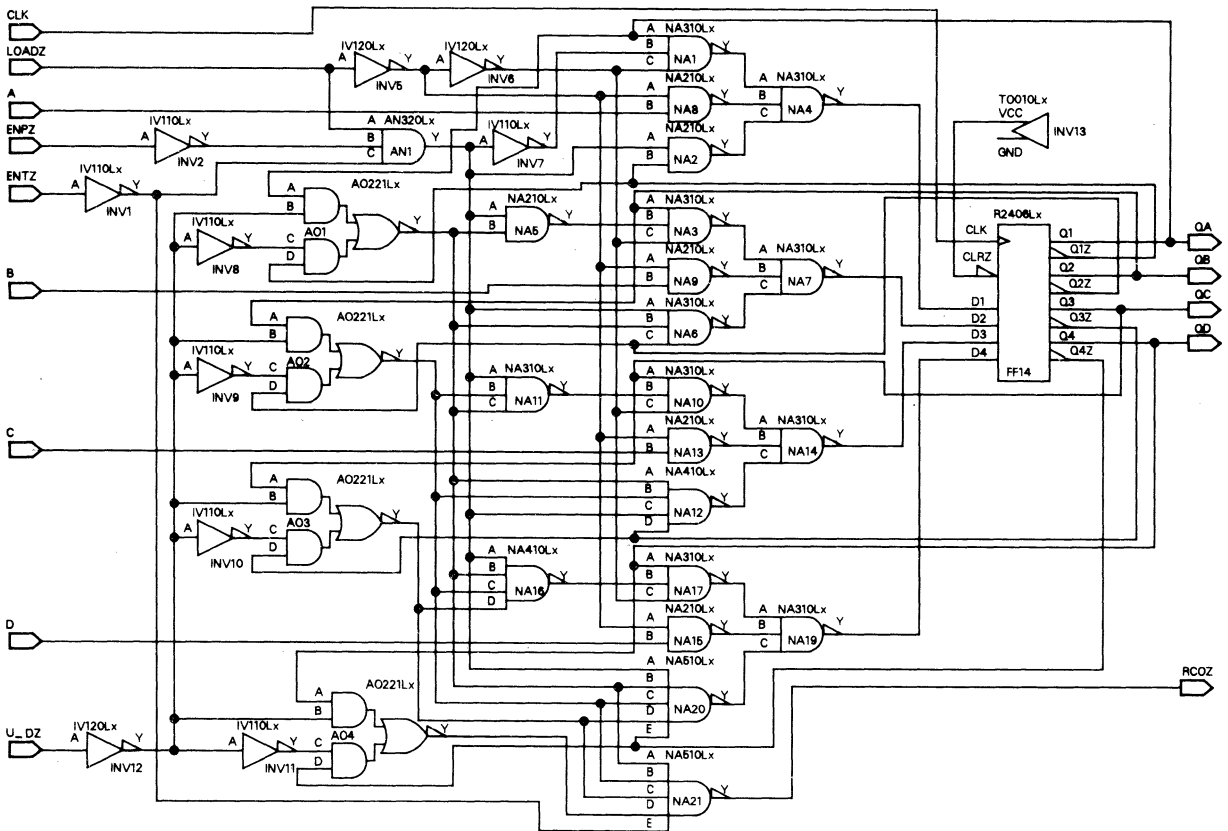 CLK
LOADZ
A
ENPZ
ENTZ
B
C
D
U_DZ
A IV120Lx Y INV5
A IV120Lx Y INV6
A IV110Lx Y INV2
A IV110Lx Y INV1
AN320Lx A B C AN1 Y
A IV110Lx Y INV7
A IV110Lx Y INV8
AO221Lx A B C D AO1 Y
A IV110Lx Y INV9
AO221Lx A B C D AO2 Y
A IV110Lx Y INV10
AO221Lx A B C D AO3 Y
A IV120Lx Y INV12
A IV110Lx Y INV11
AO221Lx A B C D AO4 Y
NA210Lx A B NA5 Y
NA310Lx A B C NA11 Y
NA410Lx A B C D NA16 Y
NA310Lx A B C NA1 Y
NA210Lx A B NA8 Y
NA210Lx A B NA2 Y
NA310Lx A B C NA4 Y
NA310Lx A B C NA3 Y
NA210Lx A B NA9 Y
NA310Lx A B C NA6 Y
NA310Lx A B C NA7 Y
NA310Lx A B C NA10 Y
NA210Lx A B NA13 Y
NA410Lx A B C D NA12 Y
NA310Lx A B C NA14 Y
NA310Lx A B C NA17 Y
NA210Lx A B NA15 Y
NA510Lx A B C D E NA20 Y
NA310Lx A B C NA19 Y
NA510Lx A B C D E NA21 Y
TO010Lx
VCC
INV13
GND
R2406Lx
CLK Q1
Q1Z
CLRZ Q2
Q2Z
D1 Q3
D2 Q3Z
D3 Q4
D4 Q4Z
FF14
QA
QB
QC
QD
RCOZ